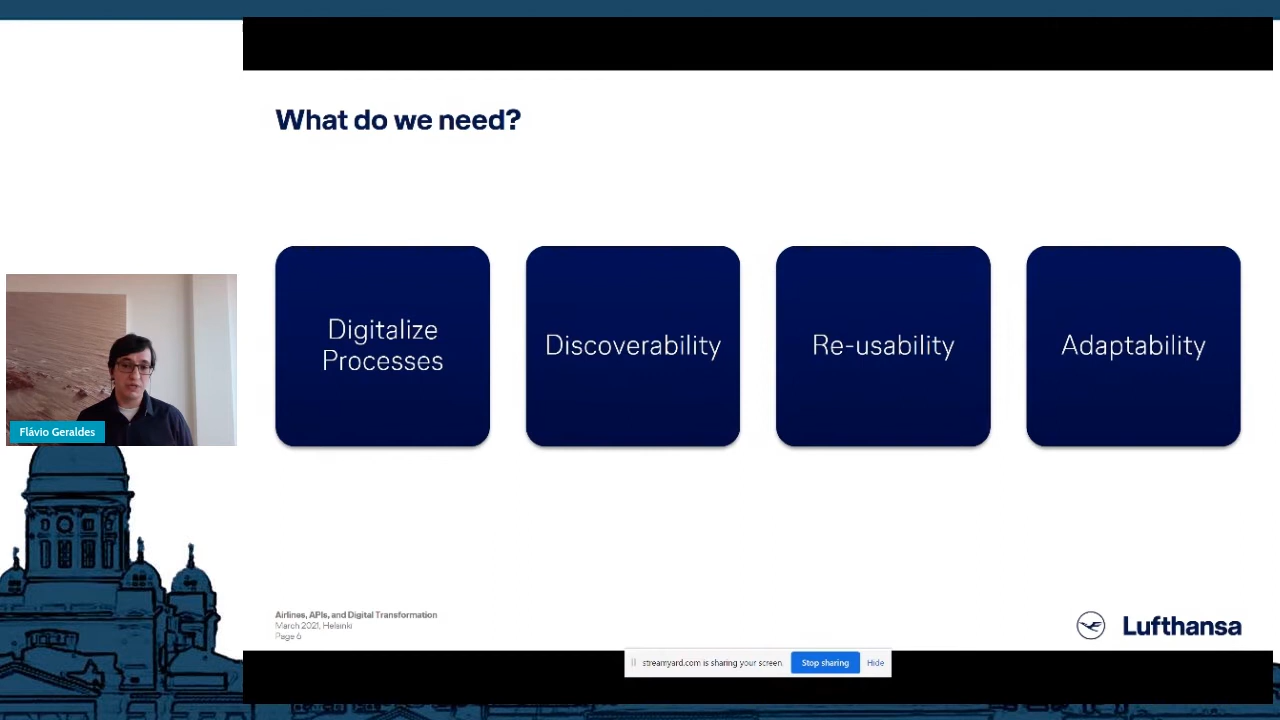 What do we need?
Digitalize
Processes
Discoverability
Re-usability
Adaptability
Flávio Geraldes
Airlines, APIs, and Digital Transformation
March 2021, Helsinki
Page 6
Lufthansa
streamyard.com is sharing your screen.
Stop sharing
Hide